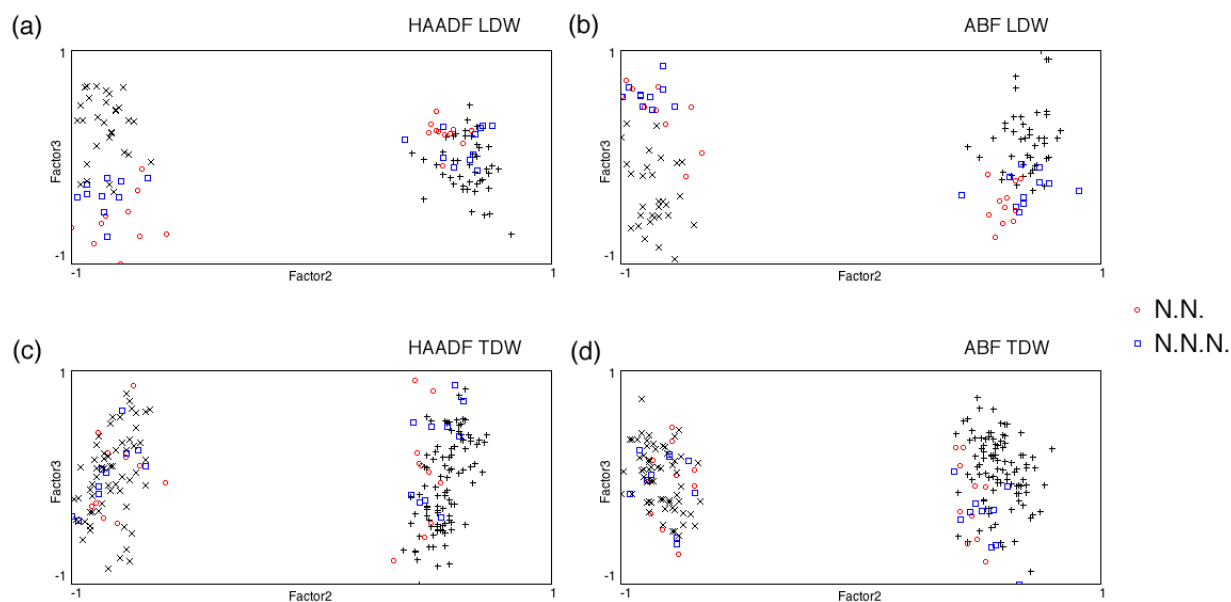 (a)
HAADF LDW
1
Factor3
-1
-1
Factor2
1
(b)
ABF LDW
1
Factor3
-1
-1
Factor2
1
N.N.
N.N.N.
(c)
HAADF TDW
1
Factor3
-1
-1
Factor2
1
(d)
ABF TDW
1
Factor3
-1
-1
Factor2
1